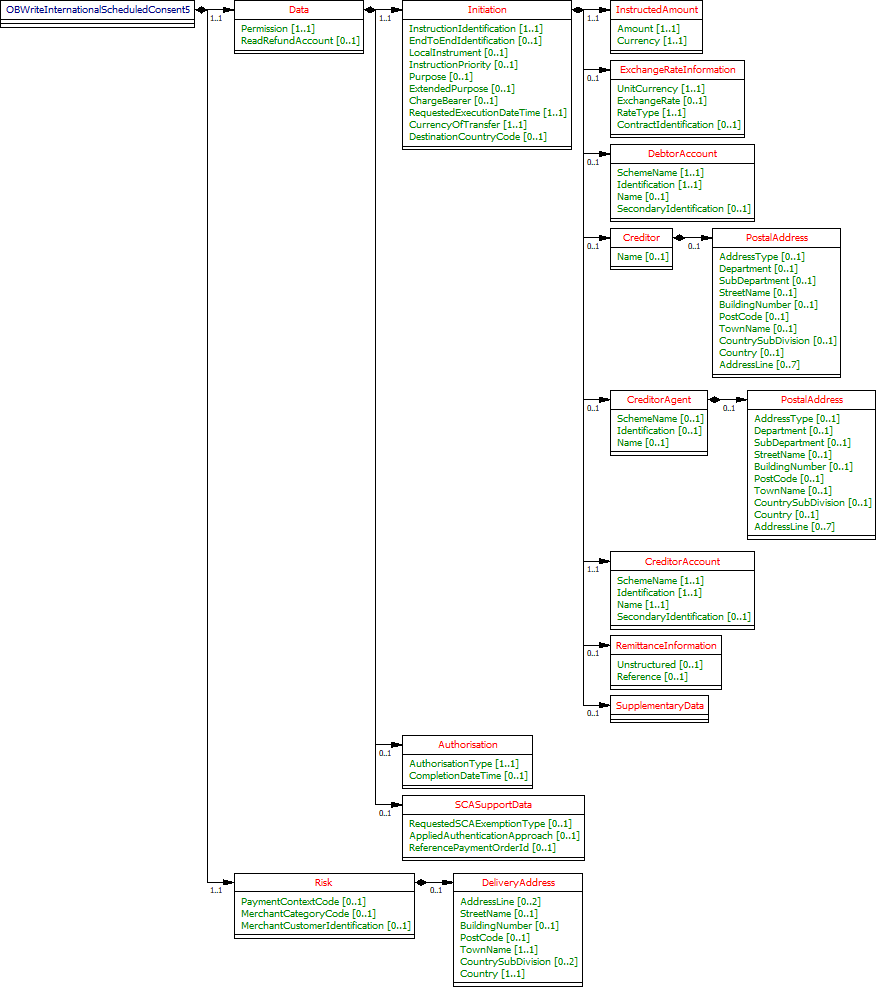 OBWriteInternationalScheduledConsent5
1..1
Data
Permission [1..1]
ReadRefundAccount [0..1]
1..1
Initiation
InstructionIdentification [1..1]
EndToEndIdentification [0..1]
LocalInstrument [0..1]
InstructionPriority [0..1]
Purpose [0..1]
ExtendedPurpose [0..1]
ChargeBearer [0..1]
RequestedExecutionDateTime [1..1]
CurrencyOfTransfer [1..1]
DestinationCountryCode [0..1]
1..1
InstructedAmount
Amount [1..1]
Currency [1..1]
0..1
ExchangeRateInformation
UnitCurrency [1..1]
ExchangeRate [0..1]
RateType [1..1]
ContractIdentification [0..1]
0..1
DebtorAccount
SchemeName [1..1]
Identification [1..1]
Name [0..1]
SecondaryIdentification [0..1]
0..1
Creditor
Name [0..1]
0..1
PostalAddress
AddressType [0..1]
Department [0..1]
SubDepartment [0..1]
StreetName [0..1]
BuildingNumber [0..1]
PostCode [0..1]
TownName [0..1]
CountrySubDivision [0..1]
Country [0..1]
AddressLine [0..7]
0..1
CreditorAgent
SchemeName [0..1]
Identification [0..1]
Name [0..1]
0..1
PostalAddress
AddressType [0..1]
Department [0..1]
SubDepartment [0..1]
StreetName [0..1]
BuildingNumber [0..1]
PostCode [0..1]
TownName [0..1]
CountrySubDivision [0..1]
Country [0..1]
AddressLine [0..7]
1..1
CreditorAccount
SchemeName [1..1]
Identification [1..1]
Name [1..1]
SecondaryIdentification [0..1]
0..1
RemittanceInformation
Unstructured [0..1]
Reference [0..1]
0..1
SupplementaryData
0..1
Authorisation
AuthorisationType [1..1]
CompletionDateTime [0..1]
0..1
SCASupportData
RequestedSCAExemptionType [0..1]
AppliedAuthenticationApproach [0..1]
ReferencePaymentOrderId [0..1]
1..1
Risk
PaymentContextCode [0..1]
MerchantCategoryCode [0..1]
MerchantCustomerIdentification [0..1]
0..1
DeliveryAddress
AddressLine [0..2]
StreetName [0..1]
BuildingNumber [0..1]
PostCode [0..1]
TownName [1..1]
CountrySubDivision [0..2]
Country [1..1]